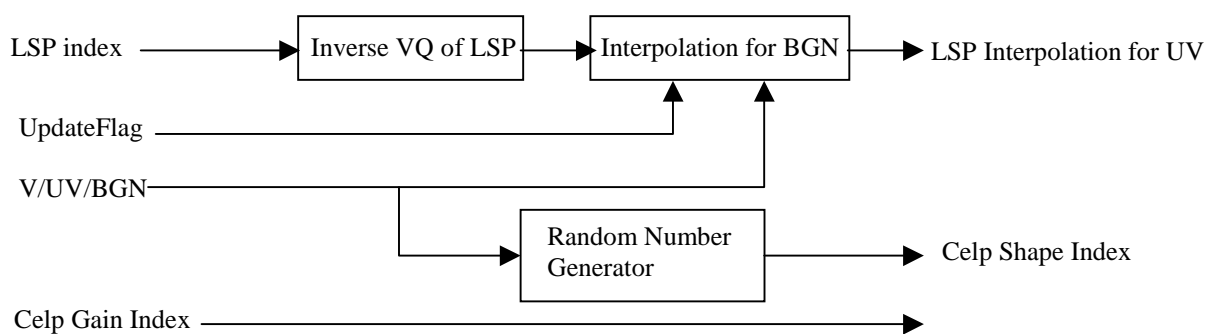 LSP index
Inverse VQ of LSP
Interpolation for BGN
LSP Interpolation for UV
UpdateFlag
V/UV/BGN
Random Number
Generator
Celp Shape Index
Celp Gain Index